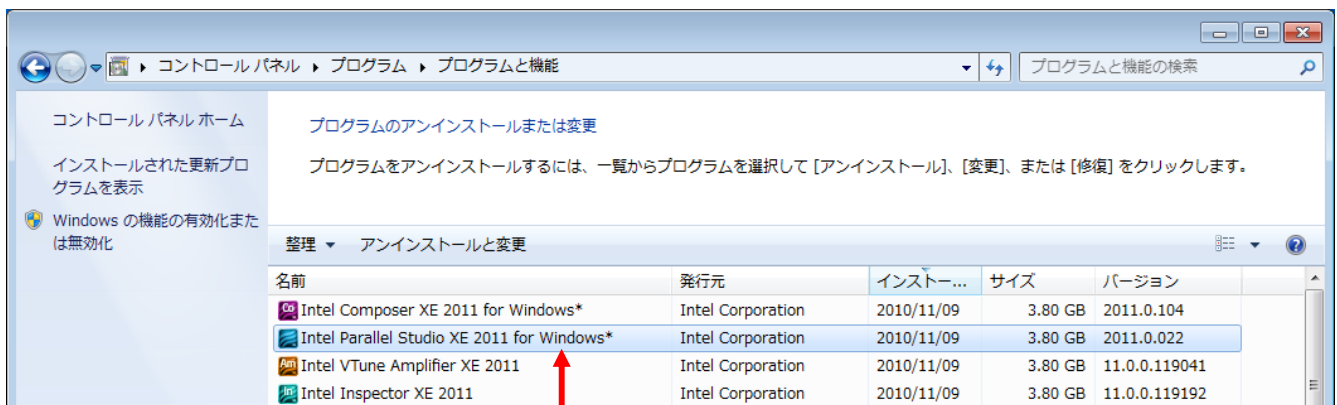 コントロール パネル ▸ プログラム ▸ プログラムと機能
プログラムと機能の検索
コントロール パネル ホーム
インストールされた更新プロ
グラムを表示
Windows の機能の有効化また
は無効化
プログラムのアンインストールまたは変更
プログラムをアンインストールするには、一覧からプログラムを選択して [アンインストール]、[変更]、または [修復] をクリックします。
整理 アンインストールと変更
名前 発行元 インストー... サイズ バージョン
Co Intel Composer XE 2011 for Windows* Intel Corporation 2010/11/09 3.80 GB 2011.0.104
Intel Parallel Studio XE 2011 for Windows* Intel Corporation 2010/11/09 3.80 GB 2011.0.022
Am Intel VTune Amplifier XE 2011 Intel Corporation 2010/11/09 3.80 GB 11.0.0.119041
In Intel Inspector XE 2011 Intel Corporation 2010/11/09 3.80 GB 11.0.0.119192